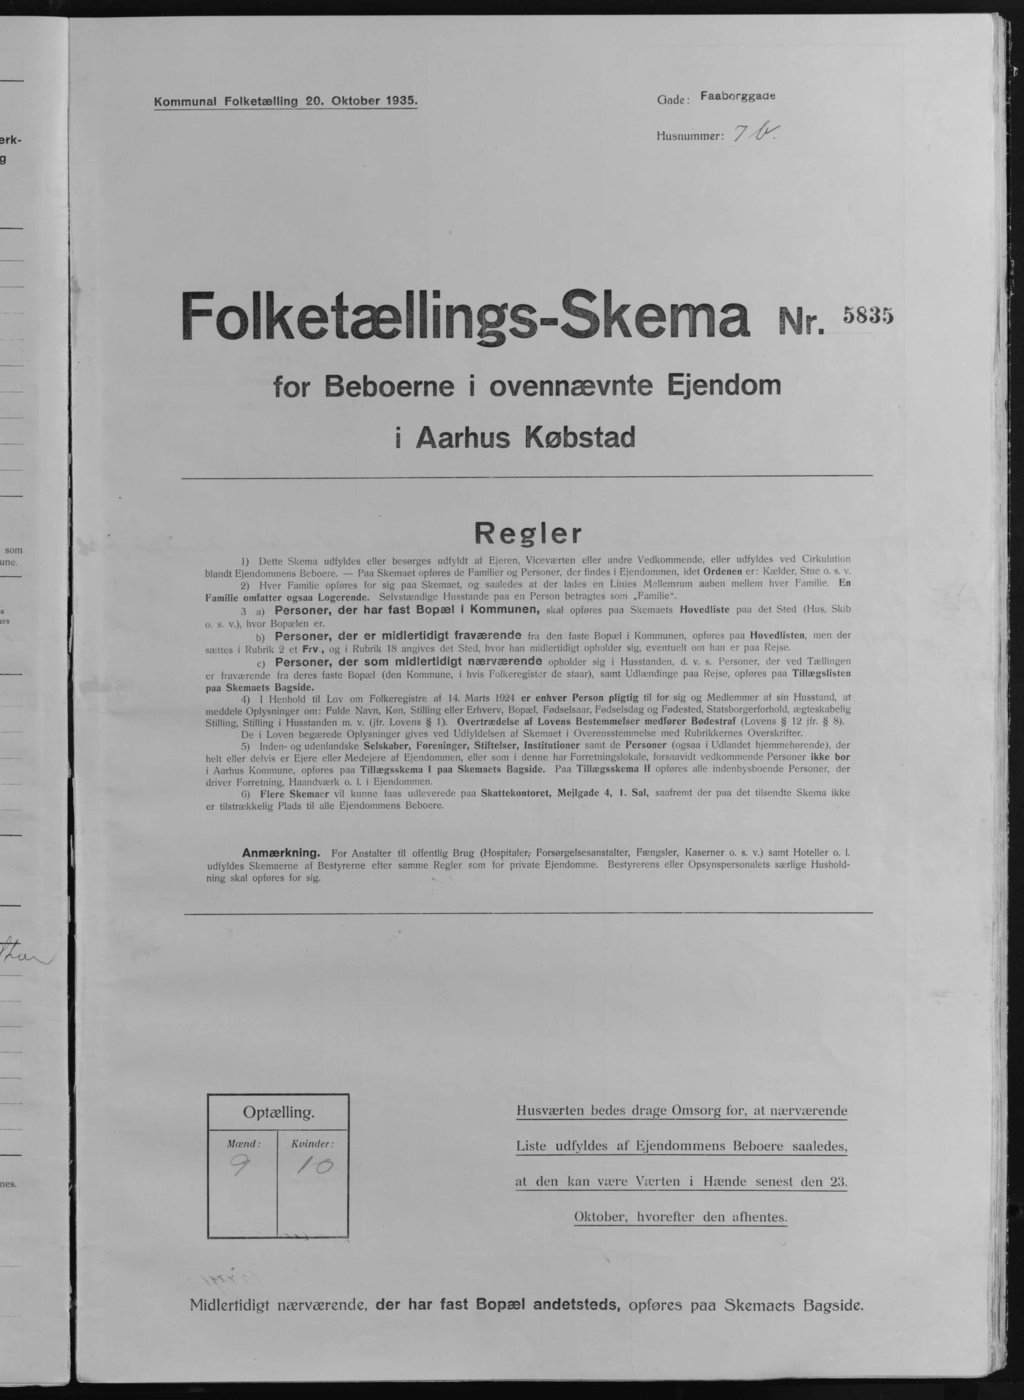 Kommunal Folketælling 20. Oktober 1935.
Gade: Faaborggade
Husnummer: 7 b.
Folketællings-Skema Nr. 5835
for Beboerne i ovennævnte Ejendom
i Aarhus Købstad
Regler
1) Dette Skema udfyldes eller besørges udfyldt af Ejeren, Viceværten eller andre Vedkommende, eller udfyldes ved Cirkulation
blandt Ejendommens Beboere. — Paa Skemaet opføres de Familier og Personer, der findes i Ejendommen, idet Ordenen er: Kælder, Stue o. s. v.
2) Hver Familie opføres for sig paa Skemaet, og saaledes at der lades en Linies Mellemrum aaben mellem hver Familie. En
Familie omfatter ogsaa Logerende. Selvstændige Husstande paa en Person betragtes som „Familie“.
3 a) Personer, der har fast Bopæl i Kommunen, skal opføres paa Skemaets Hovedliste paa det Sted (Hus, Skib
o. s. v.), hvor Bopælen er.
b) Personer, der er midlertidigt fraværende fra den faste Bopæl i Kommunen, opføres paa Hovedlisten, men der
sættes i Rubrik 2 et Frv., og i Rubrik 18 angives det Sted, hvor han midlertidigt opholder sig, eventuelt om han er paa Rejse.
c) Personer, der som midlertidigt nærværende opholder sig i Husstanden, d. v. s. Personer, der ved Tællingen
er fraværende fra deres faste Bopæl (den Kommune, i hvis Folkeregister de staar), samt Udlændinge paa Rejse, opføres paa Tillægslisten
paa Skemaets Bagside.
4) I Henhold til Lov om Folkeregistre af 14. Marts 1924 er enhver Person pligtig til for sig og Medlemmer af sin Husstand, at
meddele Oplysninger om: Fulde Navn, Køn, Stilling eller Erhverv, Bopæl, Fødselsaar, Fødselsdag og Fødested, Statsborgerforhold, ægteskabelig
Stilling, Stilling i Husstanden m. v. (jfr. Lovens § 1). Overtrædelse af Lovens Bestemmelser medfører Bødestraf (Lovens § 12 jfr. § 8).
De i Loven begærede Oplysninger gives ved Udfyldelsen af Skemaet i Overensstemmelse med Rubrikkernes Overskrifter.
5) Inden- og udenlandske Selskaber, Foreninger, Stiftelser, Institutioner samt de Personer (ogsaa i Udlandet hjemmehørende), der
helt eller delvis er Ejere eller Medejere af Ejendommen, eller som i denne har Forretningslokale, forsaavidt vedkommende Personer ikke bor
i Aarhus Kommune, opføres paa Tillægsskema I paa Skemaets Bagside. Paa Tillægsskema II opføres alle indenbysboende Personer, der
driver Forretning, Haandværk o. l. i Ejendommen.
6) Flere Skemaer vil kunne faas udleverede paa Skattekontoret, Mejlgade 4, 1. Sal, saafremt der paa det tilsendte Skema ikke
er tilstrækkelig Plads til alle Ejendommens Beboere.
Anmærkning. For Anstalter til offentlig Brug (Hospitaler, Forsørgelsesanstalter, Fængsler, Kaserner o. s. v.) samt Hoteller o. l.
udfyldes Skemaerne af Bestyrerne efter samme Regler som for private Ejendomme. Bestyrerens eller Opsynspersonalets særlige Hushold-
ning skal opføres for sig.
Optælling.
Mænd: Kvinder:
9 10
Husværten bedes drage Omsorg for, at nærværende
Liste udfyldes af Ejendommens Beboere saaledes,
at den kan være Værten i Hænde senest den 23.
Oktober, hvorefter den afhentes.
Midlertidigt nærværende, der har fast Bopæl andetsteds, opføres paa Skemaets Bagside.